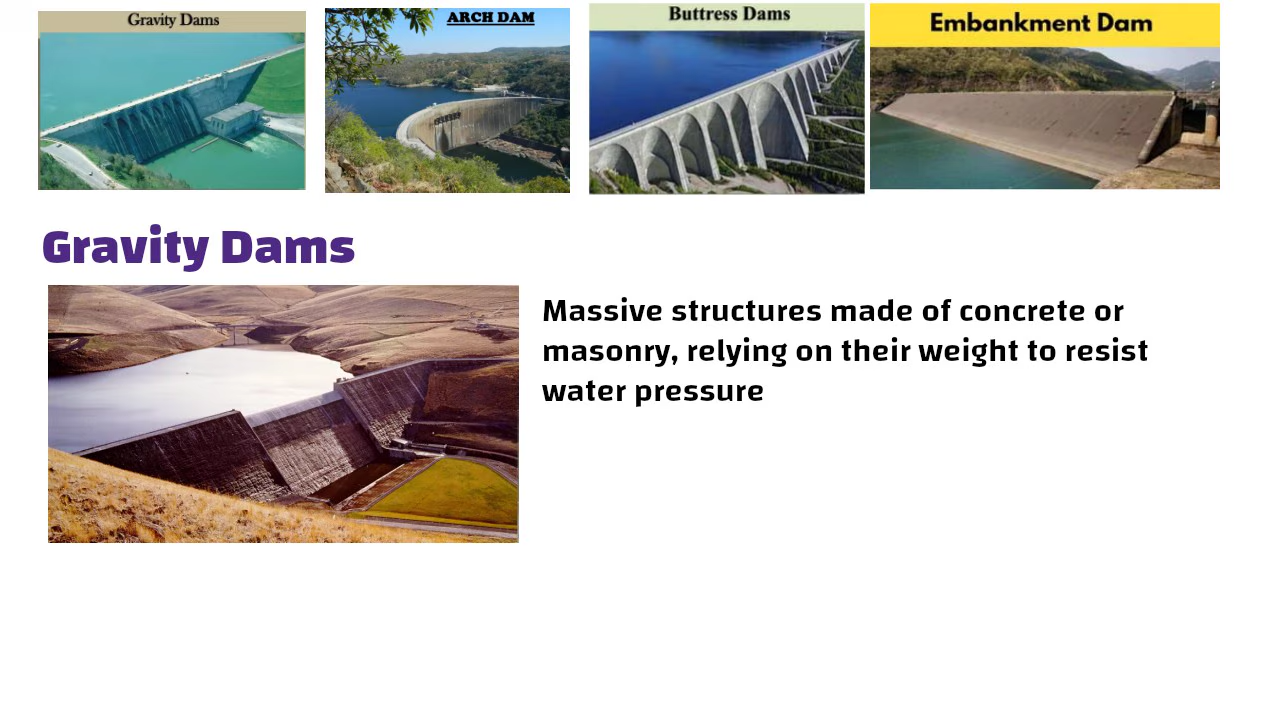 Gravity Dams
ARCH DAM
Buttress Dams
Embankment Dam
Gravity Dams
Massive structures made of concrete or
masonry, relying on their weight to resist
water pressure